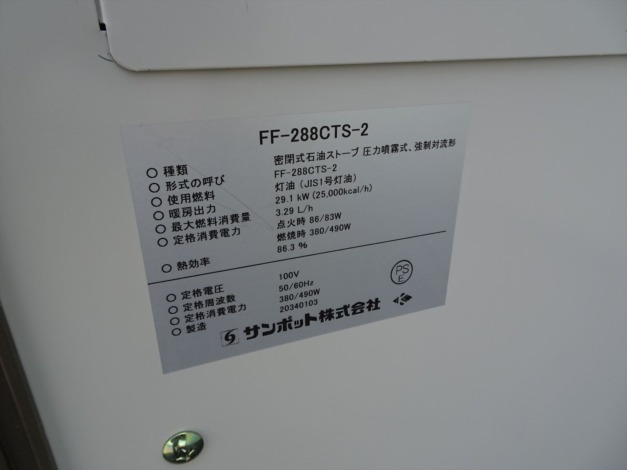 FF-288CTS-2
○ 種類 密閉式石油ストーブ 圧力噴霧式、強制対流形
○ 形式の呼び FF-288CTS-2
○ 使用燃料 灯油 (JIS1号灯油)
○ 暖房出力 29.1 kW (25,000kcal/h)
○ 最大燃料消費量 3.29 L/h
○ 定格消費電力 点火時 86/83W
燃焼時 380/490W
○ 熱効率 86.3 %
○ 定格電圧 100V
○ 定格周波数 50/60Hz
○ 定格消費電力 380/490W
○ 製造 20340103
PS
E
サンポット株式会社